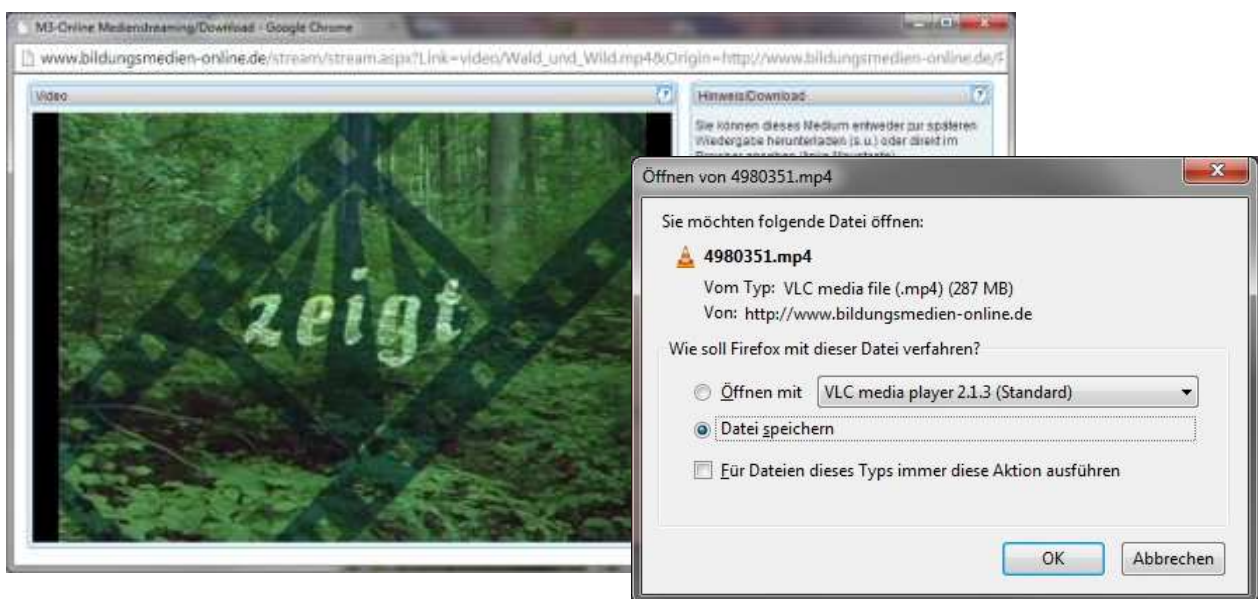 M3-Online Medienstreaming/Download - Google Chrome
www.bildungsmedien-online.de/stream/stream.aspx?Link=video/Wald_und_Wild.mp4&Origin=http://www.bildungsmedien-online.de/
Video
zeigt
Hinweis/Download
Sie können dieses Medium entweder zur späteren
Wiedergabe herunterladen (s.u.) oder direkt im
Öffnen von 4980351.mp4
Sie möchten folgende Datei öffnen:
4980351.mp4
Vom Typ: VLC media file (.mp4) (287 MB)
Von: http://www.bildungsmedien-online.de
Wie soll Firefox mit dieser Datei verfahren?
Öffnen mit VLC media player 2.1.3 (Standard)
Datei speichern
Für Dateien dieses Typs immer diese Aktion ausführen
OK Abbrechen